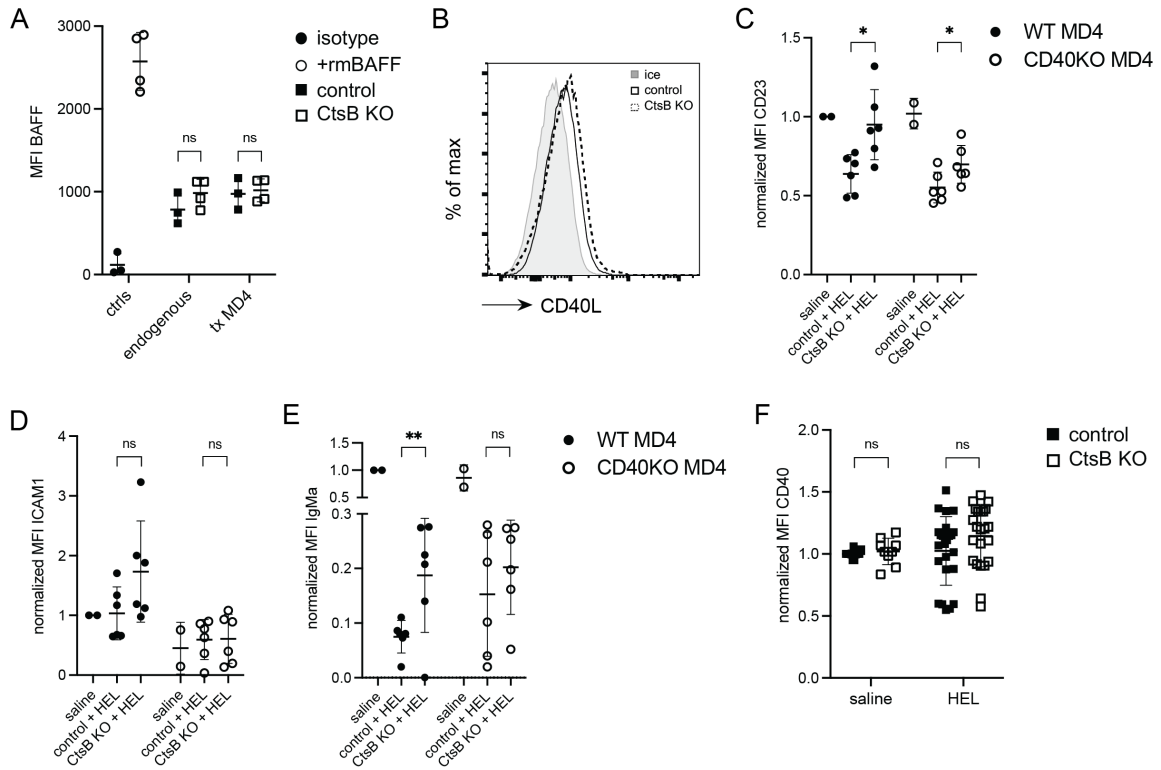 A
MFI BAFF
3000
2000
1000
0
ns
ns
ctrls
endogenous
tx MD4
isotype
+rmBAFF
control
CtsB KO
B
% of max
ice
control
CtsB KO
CD40L
C
normalized MFI CD23
1.5
1.0
0.5
0.0
*
*
saline
control + HEL
CtsB KO + HEL
saline
control + HEL
CtsB KO + HEL
WT MD4
CD40KO MD4
D
normalized MFI ICAM1
4
3
2
1
0
ns
ns
saline
control + HEL
CtsB KO + HEL
saline
control + HEL
CtsB KO + HEL
E
normalized MFI IgMa
1.5
1.0
0.5
0.3
0.2
0.1
0.0
**
ns
saline
control + HEL
CtsB KO + HEL
saline
control + HEL
CtsB KO + HEL
WT MD4
CD40KO MD4
F
normalized MFI CD40
2.0
1.5
1.0
0.5
0.0
ns
ns
saline
HEL
control
CtsB KO